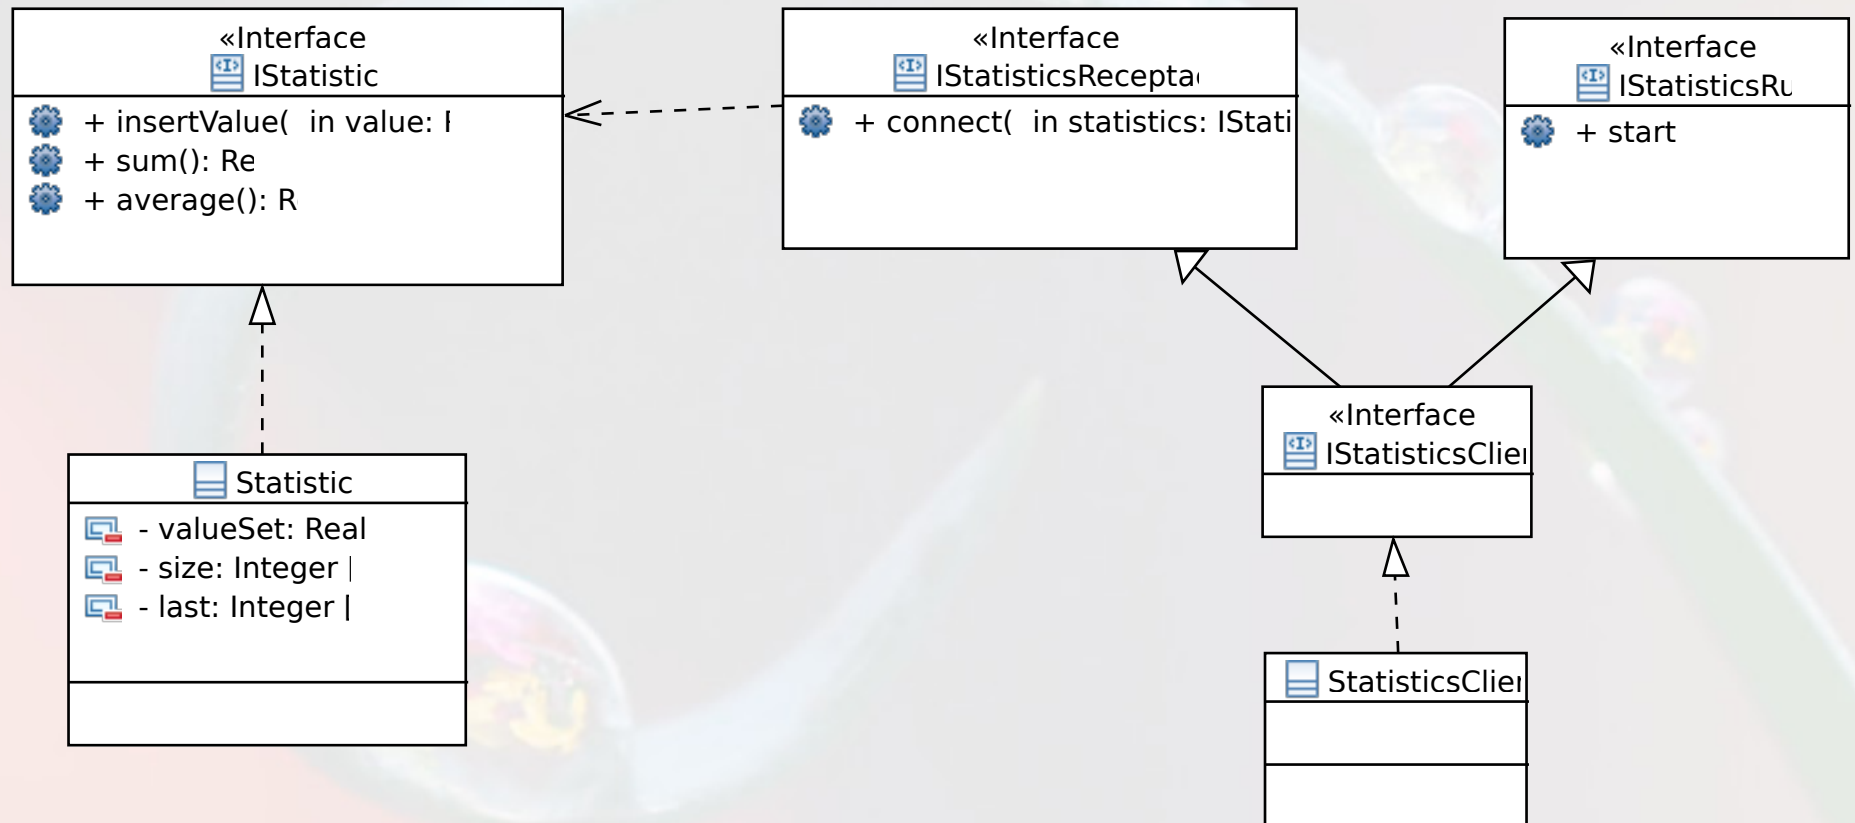 «Interface
IStatistic
+ insertValue( in value:
+ sum(): Re
+ average(): R
«Interface
IStatisticsRecepta
+ connect( in statistics: IStati
«Interface
IStatisticsRu
+ start
Statistic
- valueSet: Real
- size: Integer
- last: Integer
«Interface
IStatisticsClie
StatisticsClie